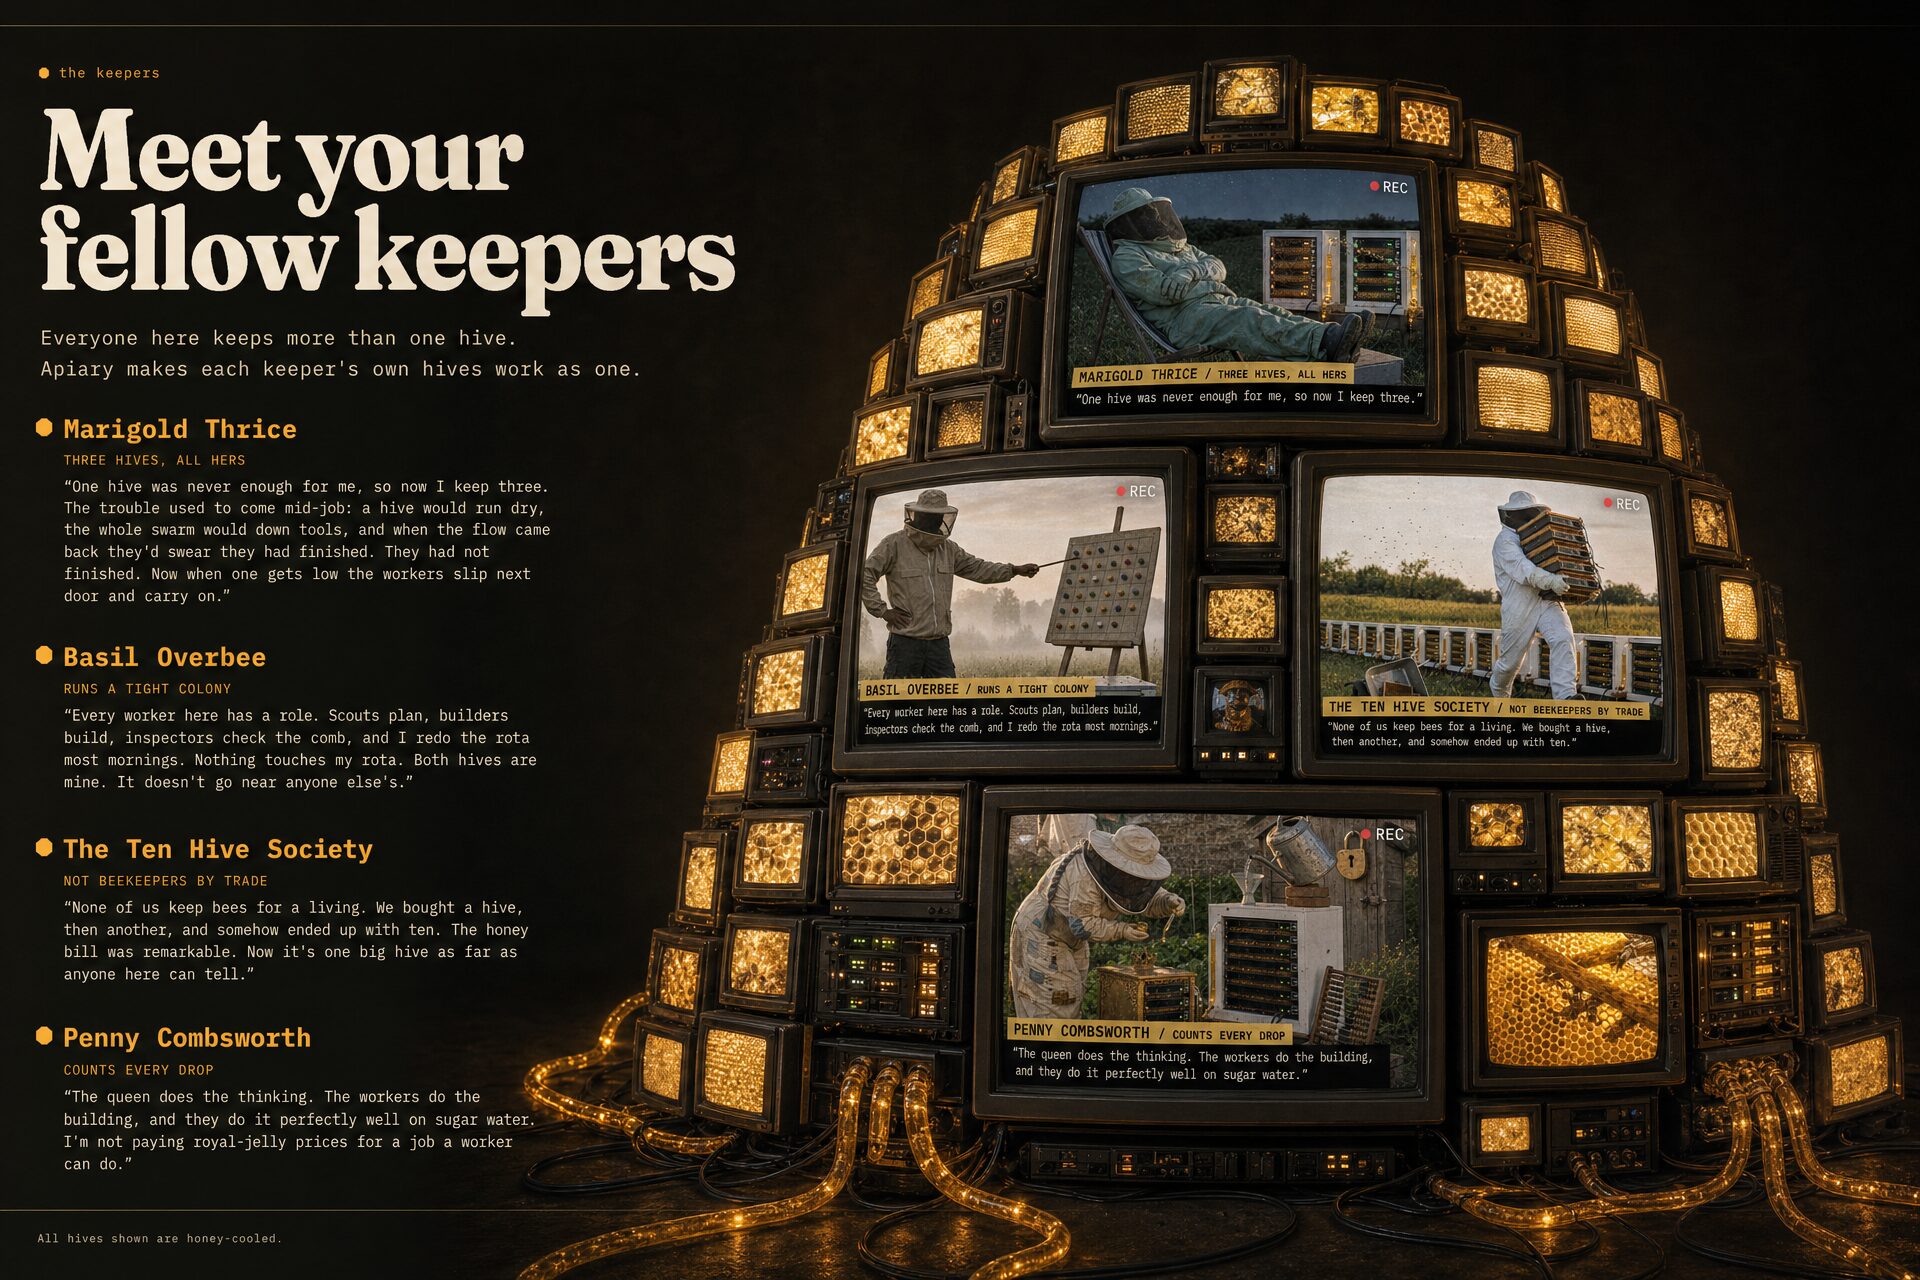 the keepers
Meet your
fellow keepers
Everyone here keeps more than one hive.
Apiary makes each keeper's own hives work as one.
Marigold Thrice
THREE HIVES, ALL HERS
“One hive was never enough for me, so now I keep three.
The trouble used to come mid-job: a hive would run dry,
the whole swarm would down tools, and when the flow came
back they'd swear they had finished. They had not
finished. Now when one gets low the workers slip next
door and carry on.”
Basil Overbee
RUNS A TIGHT COLONY
“Every worker here has a role. Scouts plan, builders
build, inspectors check the comb, and I redo the rota
most mornings. Nothing touches my rota. Both hives are
mine. It doesn't go near anyone else's.”
The Ten Hive Society
NOT BEEKEEPERS BY TRADE
“None of us keep bees for a living. We bought a hive,
then another, and somehow ended up with ten. The honey
bill was remarkable. Now it's one big hive as far as
anyone here can tell.”
Penny Combsworth
COUNTS EVERY DROP
“The queen does the thinking. The workers do the
building, and they do it perfectly well on sugar water.
I'm not paying royal-jelly prices for a job a worker
can do.”
All hives shown are honey-cooled.
REC
MARIGOLD THRICE / THREE HIVES, ALL HERS
“One hive was never enough for me, so now I keep three.”
REC
BASIL OVERBEE / RUNS A TIGHT COLONY
“Every worker here has a role. Scouts plan, builders build,
inspectors check the comb, and I redo the rota most mornings.”
REC
THE TEN HIVE SOCIETY / NOT BEEKEEPERS BY TRADE
“None of us keep bees for a living. We bought a hive,
then another, and somehow ended up with ten.”
REC
PENNY COMBSWORTH / COUNTS EVERY DROP
“The queen does the thinking. The workers do the building,
and they do it perfectly well on sugar water.”